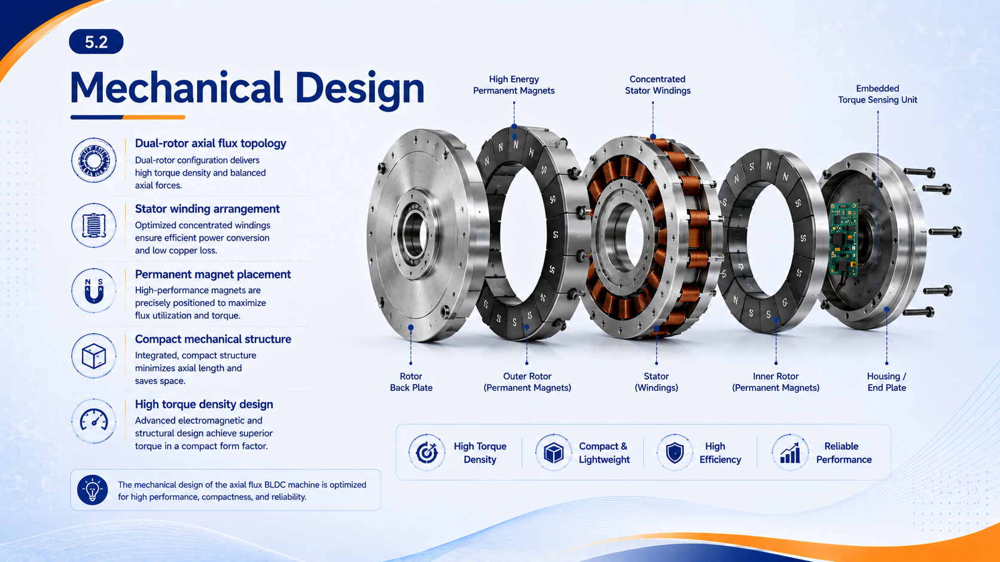 5.2
Mechanical Design
Dual-rotor axial flux topology
Dual-rotor configuration delivers
high torque density and balanced
axial forces.
Stator winding arrangement
Optimized concentrated windings
ensure efficient power conversion
and low copper loss.
N S
Permanent magnet placement
High-performance magnets are
precisely positioned to maximize
flux utilization and torque.
Compact mechanical structure
Integrated, compact structure
minimizes axial length and
saves space.
High torque density design
Advanced electromagnetic and
structural design achieve superior
torque in a compact form factor.
The mechanical design of the axial flux BLDC machine is optimized
for high performance, compactness, and reliability.
High Energy
Permanent Magnets
Concentrated
Stator Windings
Embedded
Torque Sensing Unit
Rotor
Back Plate
Outer Rotor
(Permanent Magnets)
Stator
(Windings)
Inner Rotor
(Permanent Magnets)
Housing /
End Plate
High Torque
Density
Compact &
Lightweight
High
Efficiency
Reliable
Performance